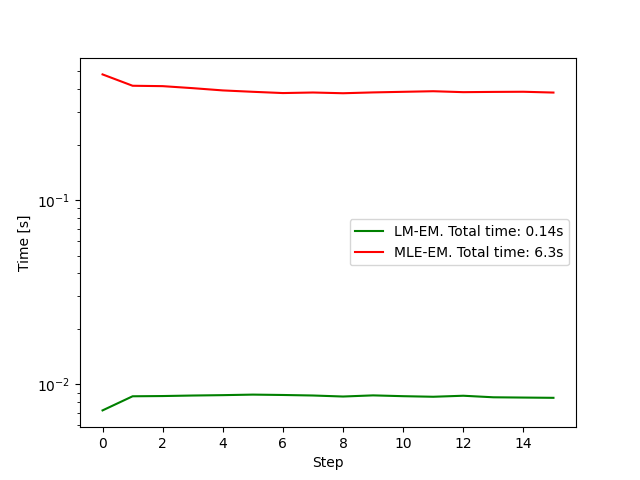 10⁻¹
10⁻²
Time [s]
LM-EM. Total time: 0.14s
MLE-EM. Total time: 6.3s
0 2 4 6 8 10 12 14
Step